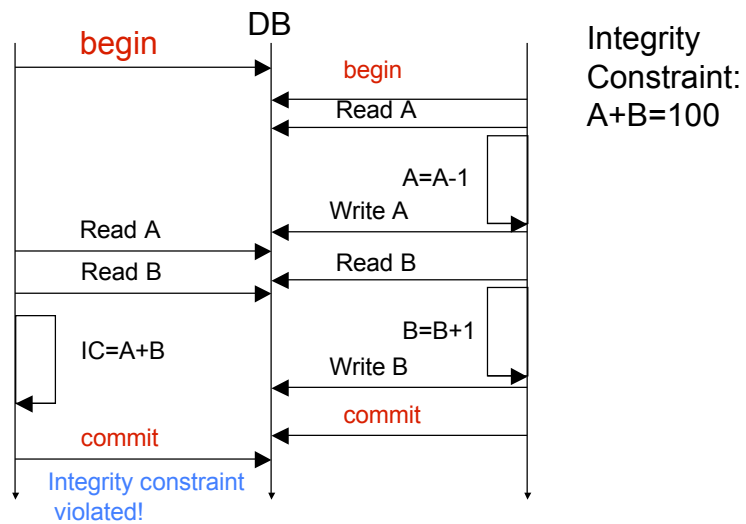 DB
begin
begin
Read A
A=A-1
Write A
Read A
Read B
Read B
B=B+1
IC=A+B
Write B
commit
commit
Integrity constraint
violated!
Integrity
Constraint:
A+B=100